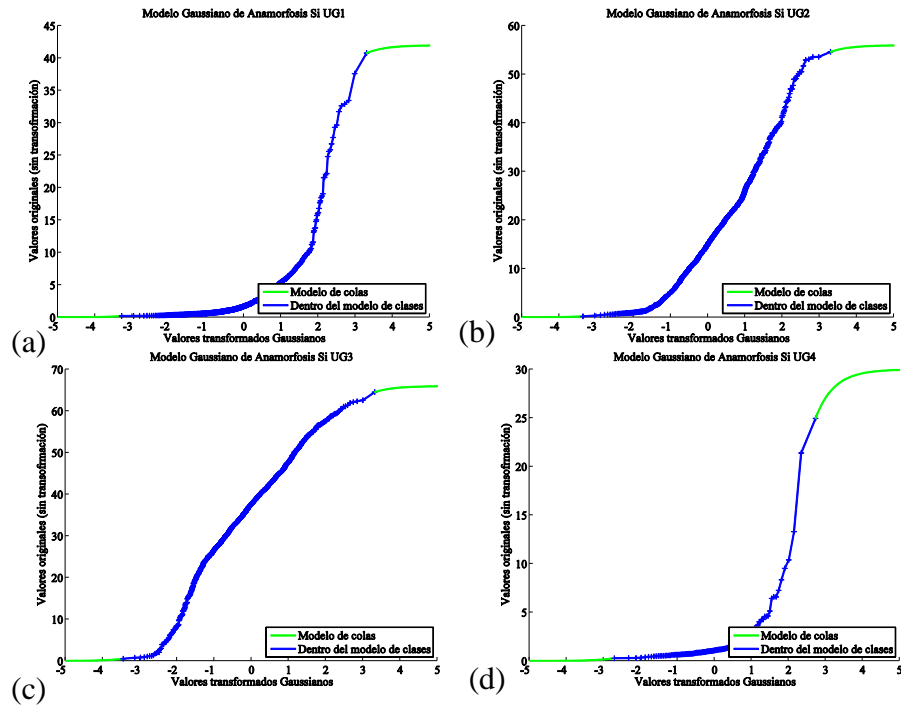 Modelo Gaussiano de Anamorfosis Si UG1
Valores originales (sin transofrmación)
45
40
35
30
25
20
15
10
5
0
-5 -4 -3 -2 -1 0 1 2 3 4 5
Modelo de colas
Dentro del modelo de clases
Valores transformados Gaussianos
(a)
Modelo Gaussiano de Anamorfosis Si UG2
Valores originales (sin transofrmación)
60
50
40
30
20
10
0
-5 -4 -3 -2 -1 0 1 2 3 4 5
Modelo de colas
Dentro del modelo de clases
Valores transformados Gaussianos
(b)
Modelo Gaussiano de Anamorfosis Si UG3
Valores originales (sin transofrmación)
70
60
50
40
30
20
10
0
-5 -4 -3 -2 -1 0 1 2 3 4 5
Modelo de colas
Dentro del modelo de clases
Valores transformados Gaussianos
(c)
Modelo Gaussiano de Anamorfosis Si UG4
Valores originales (sin transofrmación)
30
25
20
15
10
5
0
-5 -4 -3 -2 -1 0 1 2 3 4 5
Modelo de colas
Dentro del modelo de clases
Valores transformados Gaussianos
(d)